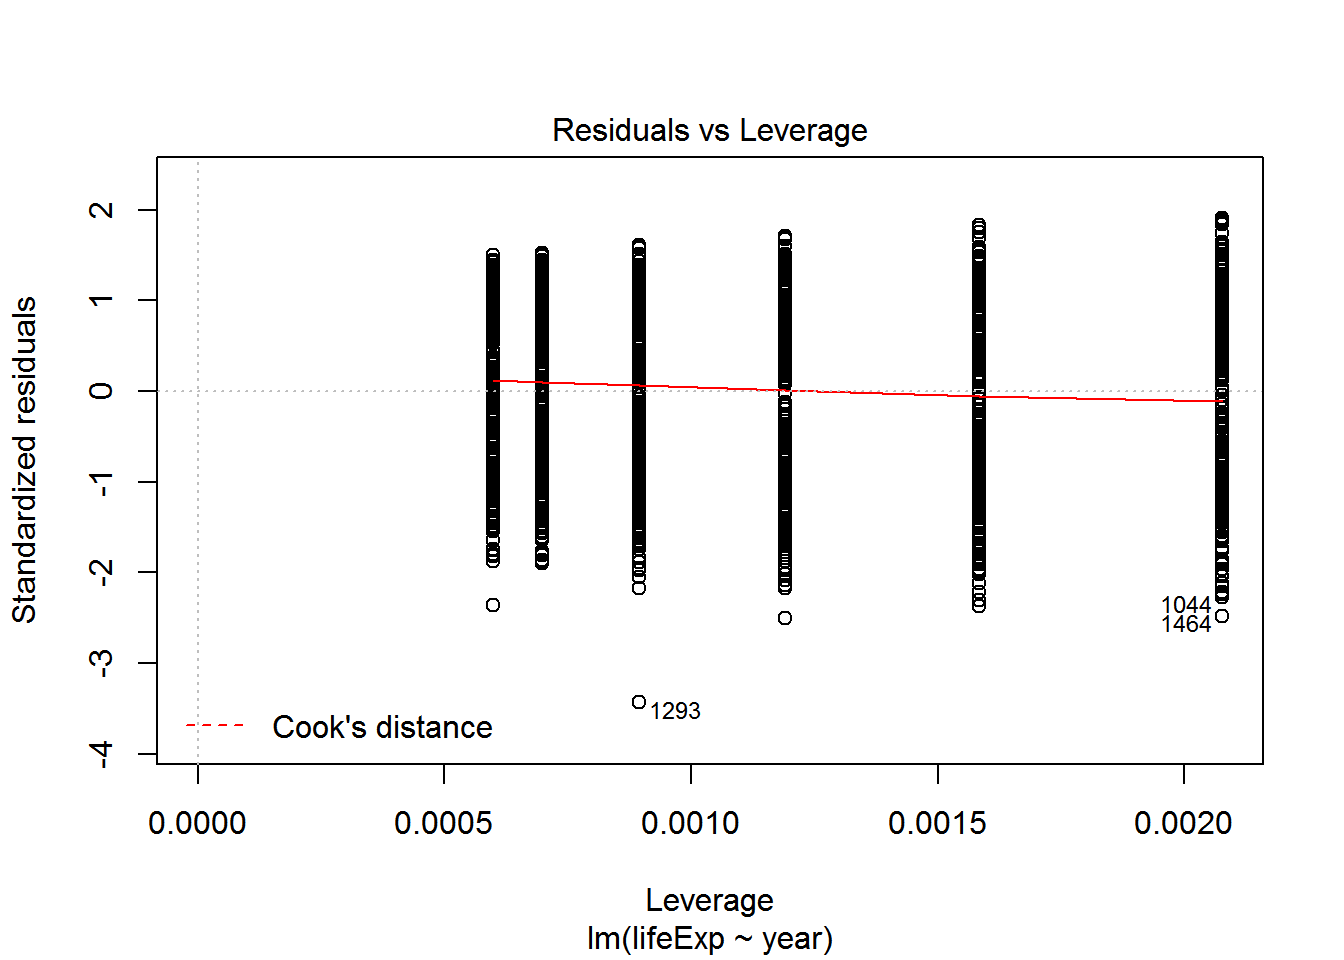 Residuals vs Leverage
Standardized residuals
2
1
0
-1
-2
-3
-4
1044
1464
1293
Cook's distance
0.0000 0.0005 0.0010 0.0015 0.0020
Leverage
lm(lifeExp ~ year)